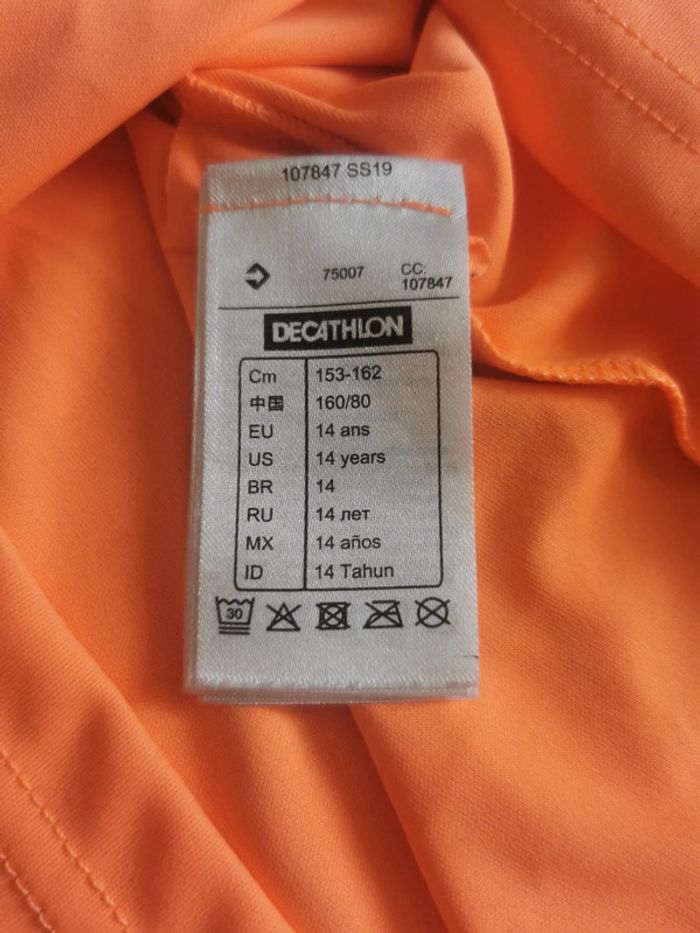 107847 SS19
75007 CC: 107847
DECATHLON
Cm 153-162
中国 160/80
EU 14 ans
US 14 years
BR 14
RU 14 лет
MX 14 años
ID 14 Tahun
30